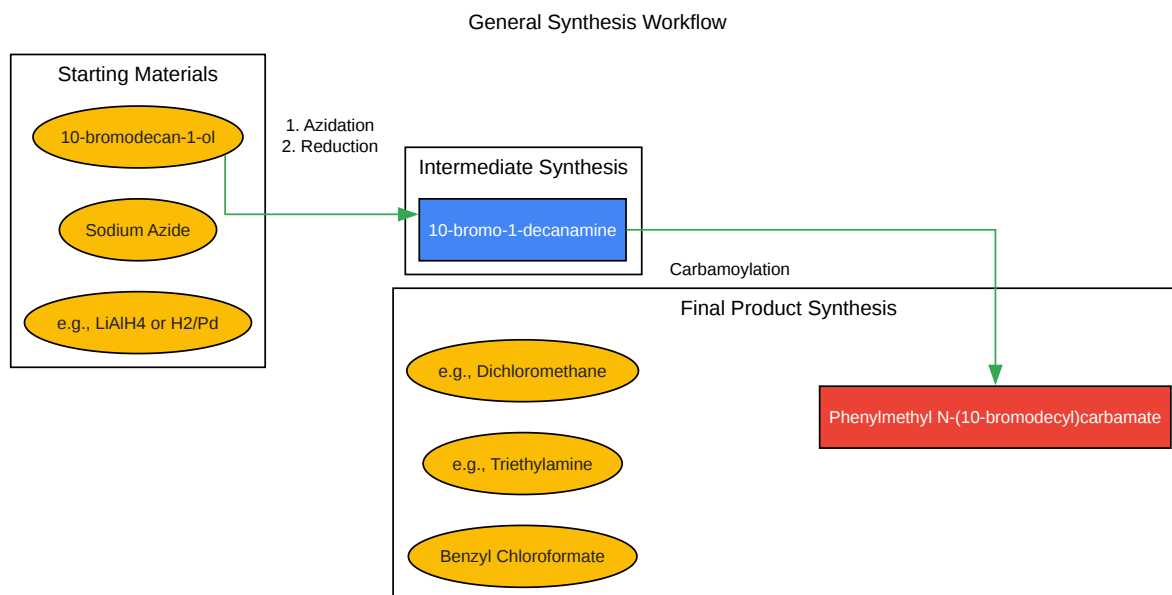 General Synthesis Workflow
Starting Materials
10-bromodecan-1-ol
Sodium Azide
e.g., LiAlH4 or H2/Pd
1. Azidation
2. Reduction
Intermediate Synthesis
10-bromo-1-decanamine
Carbamoylation
Final Product Synthesis
e.g., Dichloromethane
e.g., Triethylamine
Benzyl Chloroformate
Phenylmethyl N-(10-bromodecyl)carbamate